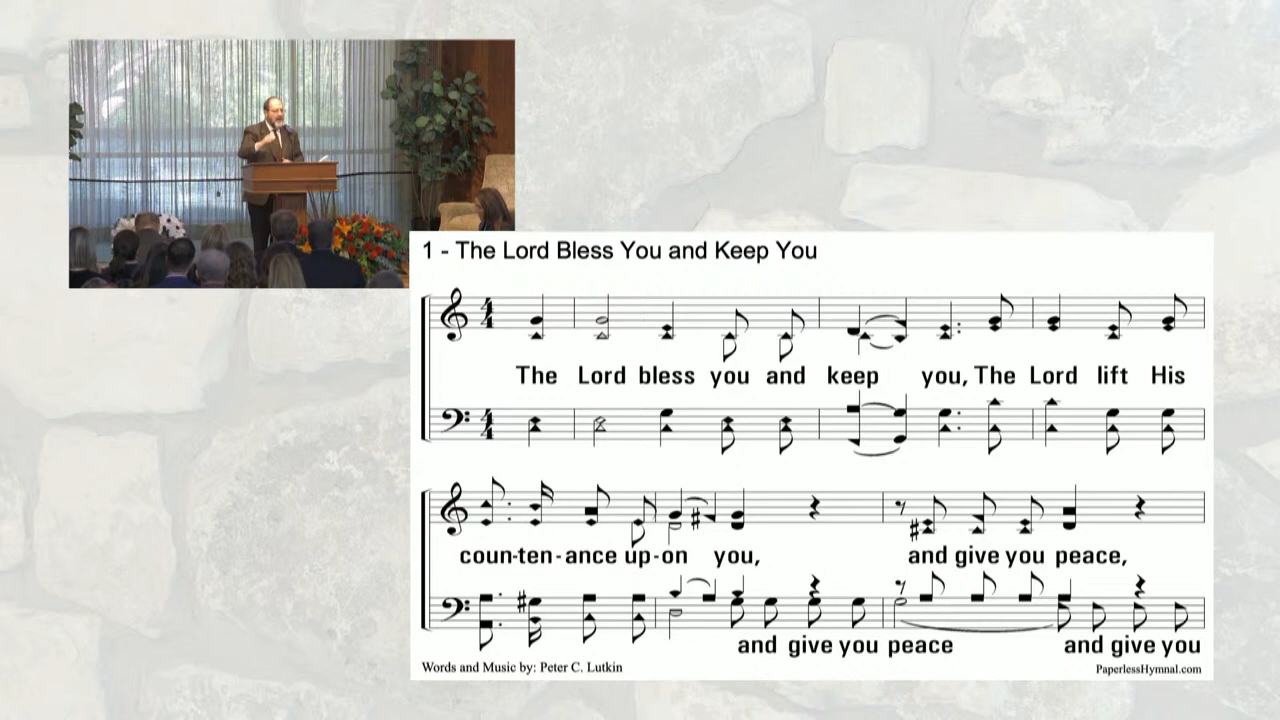 1 - The Lord Bless You and Keep You
The Lord bless you and keep you, The Lord lift His
coun-ten-ance up-on you, and give you peace,
and give you peace and give you
Words and Music by: Peter C. Lutkin
PaperlessHymnal.com